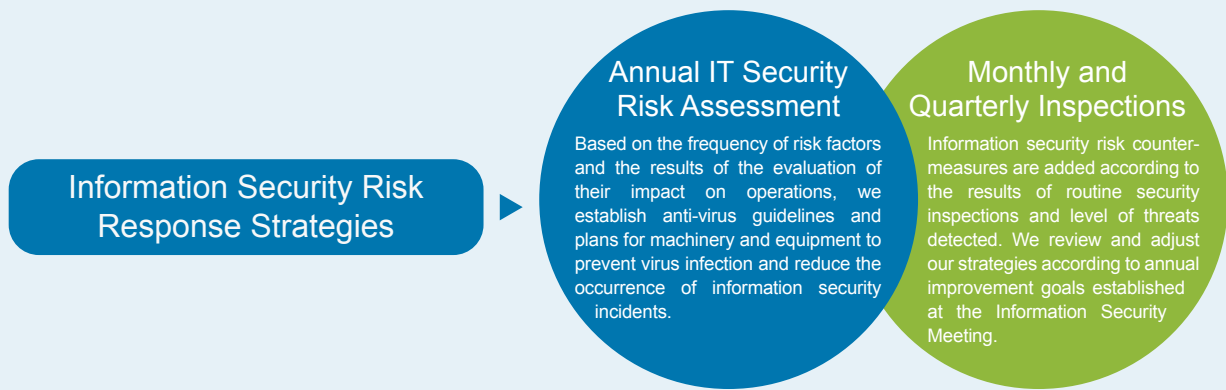 Information Security Risk
Response Strategies
Annual IT Security
Risk Assessment
Based on the frequency of risk factors
and the results of the evaluation of
their impact on operations, we
establish anti-virus guidelines and
plans for machinery and equipment to
prevent virus infection and reduce the
occurrence of information security
incidents.
Monthly and
Quarterly Inspections
Information security risk counter-
measures are added according to
the results of routine security
inspections and level of threats
detected. We review and adjust
our strategies according to annual
improvement goals established
at the Information Security
Meeting.